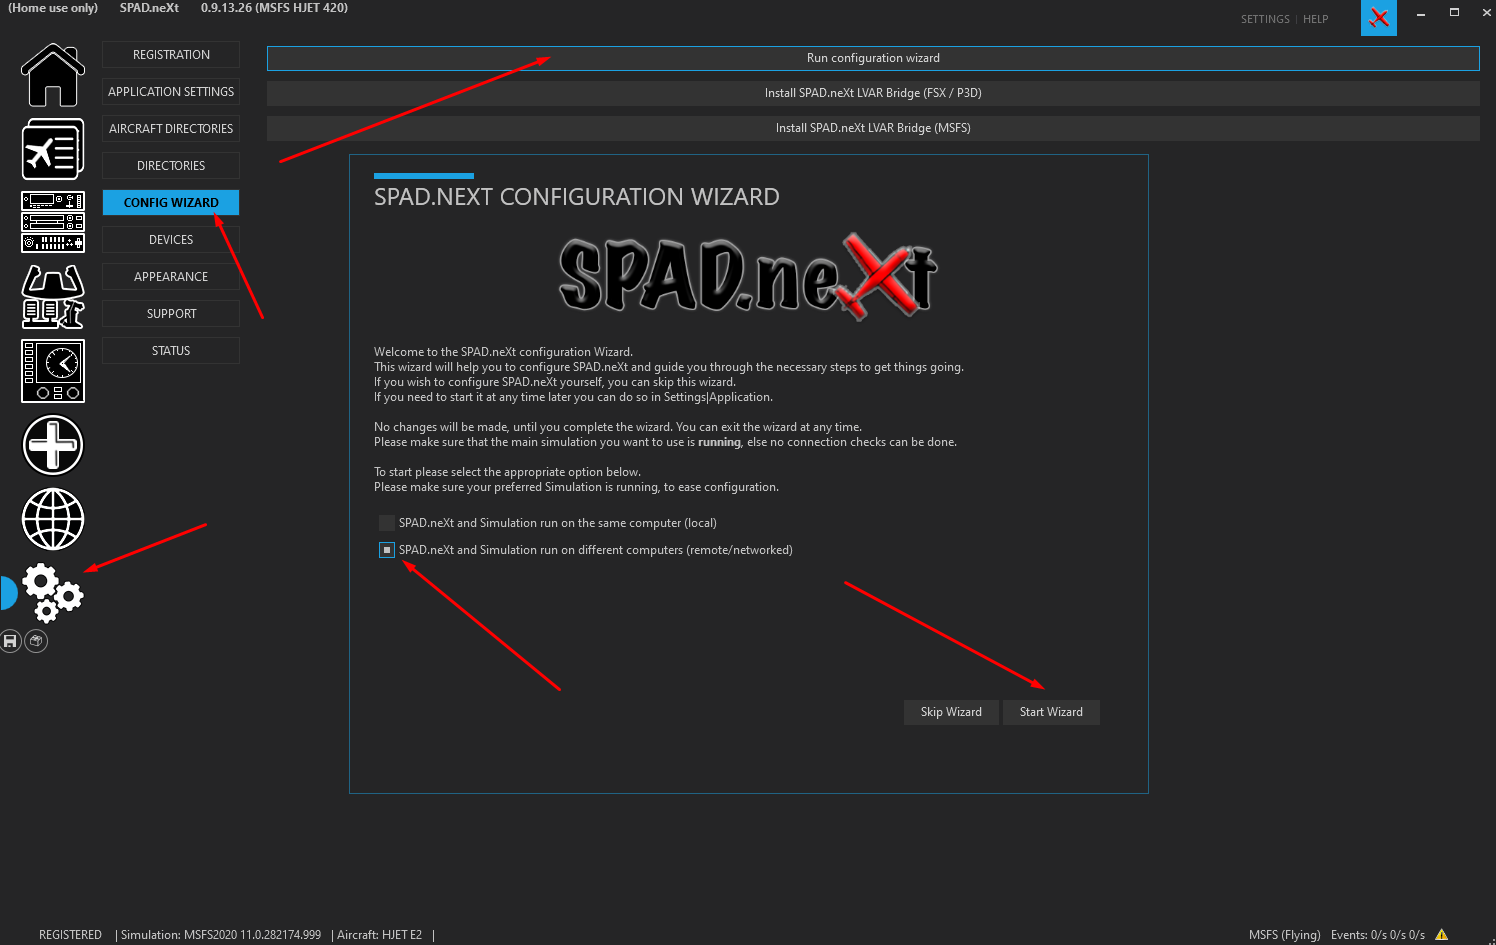 (Home use only) SPAD.neXt 0.9.13.26 (MSFS HJET 420)
SETTINGS | HELP
REGISTRATION
APPLICATION SETTINGS
AIRCRAFT DIRECTORIES
DIRECTORIES
CONFIG WIZARD
DEVICES
APPEARANCE
SUPPORT
STATUS
Run configuration wizard
Install SPAD.neXt LVAR Bridge (FSX / P3D)
Install SPAD.neXt LVAR Bridge (MSFS)
SPAD.NEXT CONFIGURATION WIZARD
SPAD.neXt
Welcome to the SPAD.neXt configuration Wizard.
This wizard will help you to configure SPAD.neXt and guide you through the necessary steps to get things going.
If you wish to configure SPAD.neXt yourself, you can skip this wizard.
If you need to start it at any time later you can do so in Settings|Application.
No changes will be made, until you complete the wizard. You can exit the wizard at any time.
Please make sure that the main simulation you want to use is running, else no connection checks can be done.
To start please select the appropriate option below.
Please make sure your preferred Simulation is running, to ease configuration.
SPAD.neXt and Simulation run on the same computer (local)
SPAD.neXt and Simulation run on different computers (remote/networked)
Skip Wizard
Start Wizard
REGISTERED | Simulation: MSFS2020 11.0.282174.999 | Aircraft: HJET E2 |
MSFS (Flying) Events: 0/s 0/s 0/s